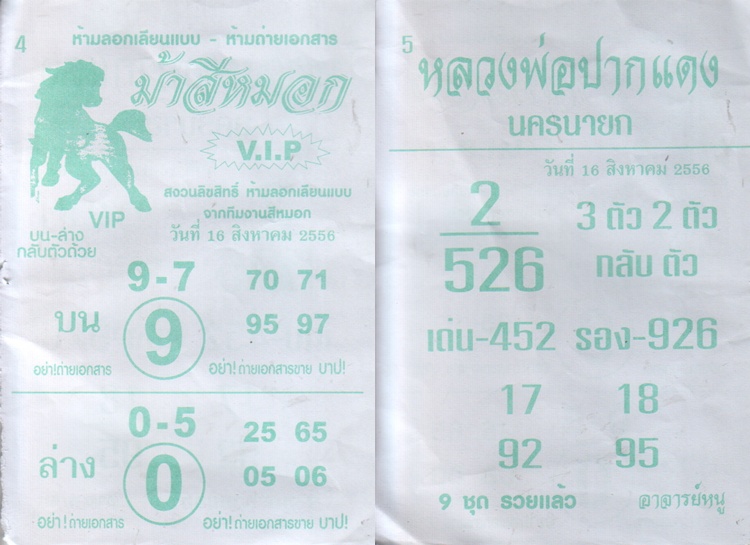 4
ห้ามลอกเลียนแบบ - ห้ามถ่ายเอกสาร
ม้าสีหมอก
V.I.P
VIP
สงวนลิขสิทธิ์ ห้ามลอกเลียนแบบ
จากทีมงานสีหมอก
บน-ล่าง
กลับตัวด้วย
วันที่ 16 สิงหาคม 2556
9-7 70 71
บน 9 95 97
อย่า!ถ่ายเอกสาร อย่า!ถ่ายเอกสารขาย บาป!
0-5 25 65
ล่าง 0 05 06
อย่า!ถ่ายเอกสาร อย่า!ถ่ายเอกสารขาย บาป!
5
หลวงพ่อปากแดง
นครนายก
วันที่ 16 สิงหาคม 2556
2 3 ตัว 2 ตัว
526 กลับ ตัว
เด่น-452 รอง-926
17 18
92 95
9 ชุด รวยแล้ว อาจารย์หนู